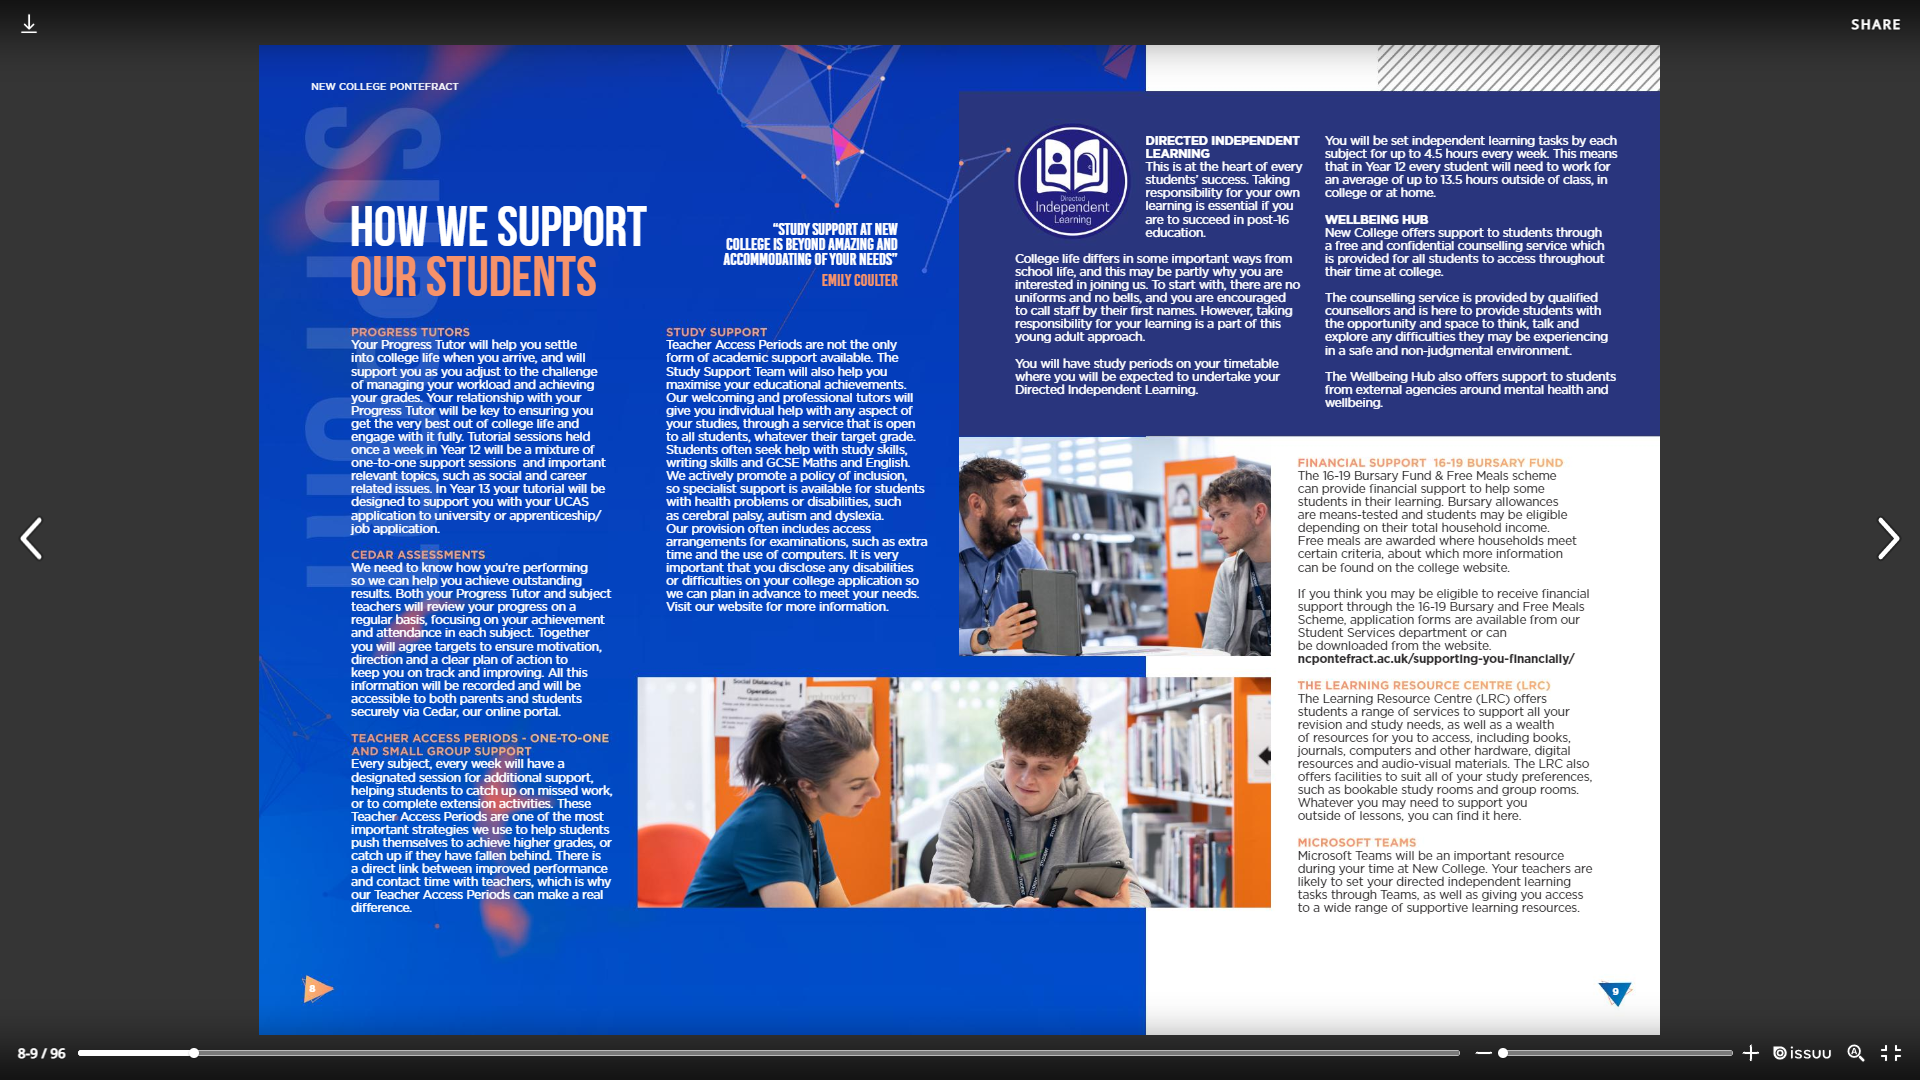 SHARE
NEW COLLEGE PONTEFRACT
HOW WE SUPPORT
OUR STUDENTS
"STUDY SUPPORT AT NEW
COLLEGE IS BEYOND AMAZING AND
ACCOMMODATING OF YOUR NEEDS"
EMILY COULTER
PROGRESS TUTORS
Your Progress Tutor will help you settle
into college life when you arrive, and will
support you as you adjust to the challenge
of managing your workload and achieving
your grades. Your relationship with your
Progress Tutor will be key to ensuring you
get the very best out of college life and
engage with it fully. Tutorial sessions held
once a week in Year 12 will be a mixture of
one-to-one support sessions and important
relevant topics, such as social and career
related issues. In Year 13 your tutorial will be
designed to support you with your UCAS
application to university or apprenticeship/
job application.
CEDAR ASSESSMENTS
We need to know how you're performing
so we can help you achieve outstanding
results. Both your Progress Tutor and subject
teachers will review your progress on a
regular basis, focusing on your achievement
and attendance in each subject. Together
you will agree targets to ensure motivation,
direction and a clear plan of action to
keep you on track and improving. All this
information will be recorded and will be
accessible to both parents and students
securely via Cedar, our online portal.
TEACHER ACCESS PERIODS - ONE-TO-ONE
AND SMALL GROUP SUPPORT
Every subject, every week will have a
designated session for additional support,
helping students to catch up on missed work,
or to complete extension activities. These
Teacher Access Periods are one of the most
important strategies we use to help students
push themselves to achieve higher grades, or
catch up if they have fallen behind. There is
a direct link between improved performance
and contact time with teachers, which is why
our Teacher Access Periods can make a real
difference.
STUDY SUPPORT
Teacher Access Periods are not the only
form of academic support available. The
Study Support Team will also help you
maximise your educational achievements.
Our welcoming and professional tutors will
give you individual help with any aspect of
your studies, through a service that is open
to all students, whatever their target grade.
Students often seek help with study skills,
writing skills and GCSE Maths and English.
We actively promote a policy of inclusion,
so specialist support is available for students
with health problems or disabilities, such
as cerebral palsy, autism and dyslexia.
Our provision often includes access
arrangements for examinations, such as extra
time and the use of computers. It is very
important that you disclose any disabilities
or difficulties on your college application so
we can plan in advance to meet your needs.
Visit our website for more information.
Directed
Independent
Learning
DIRECTED INDEPENDENT
LEARNING
This is at the heart of every
students' success. Taking
responsibility for your own
learning is essential if you
are to succeed in post-16
education.
College life differs in some important ways from
school life, and this may be partly why you are
interested in joining us. To start with, there are no
uniforms and no bells, and you are encouraged
to call staff by their first names. However, taking
responsibility for your learning is a part of this
young adult approach.
You will have study periods on your timetable
where you will be expected to undertake your
Directed Independent Learning.
You will be set independent learning tasks by each
subject for up to 4.5 hours every week. This means
that in Year 12 every student will need to work for
an average of up to 13.5 hours outside of class, in
college or at home.
WELLBEING HUB
New College offers support to students through
a free and confidential counselling service which
is provided for all students to access throughout
their time at college.
The counselling service is provided by qualified
counsellors and is here to provide students with
the opportunity and space to think, talk and
explore any difficulties they may be experiencing
in a safe and non-judgmental environment.
The Wellbeing Hub also offers support to students
from external agencies around mental health and
wellbeing.
FINANCIAL SUPPORT 16-19 BURSARY FUND
The 16-19 Bursary Fund & Free Meals scheme
can provide financial support to help some
students in their learning. Bursary allowances
are means-tested and students may be eligible
depending on their total household income.
Free meals are awarded where households meet
certain criteria, about which more information
can be found on the college website.
If you think you may be eligible to receive financial
support through the 16-19 Bursary and Free Meals
Scheme, application forms are available from our
Student Services department or can
be downloaded from the website.
ncpontefract.ac.uk/supporting-you-financially/
THE LEARNING RESOURCE CENTRE (LRC)
The Learning Resource Centre (LRC) offers
students a range of services to support all your
revision and study needs, as well as a wealth
of resources for you to access, including books,
journals, computers and other hardware, digital
resources and audio-visual materials. The LRC also
offers facilities to suit all of your study preferences,
such as bookable study rooms and group rooms.
Whatever you may need to support you
outside of lessons, you can find it here.
MICROSOFT TEAMS
Microsoft Teams will be an important resource
during your time at New College. Your teachers are
likely to set your directed independent learning
tasks through Teams, as well as giving you access
to a wide range of supportive learning resources.
Social Distancing in
Operation
8
9
8-9 / 96
issuu